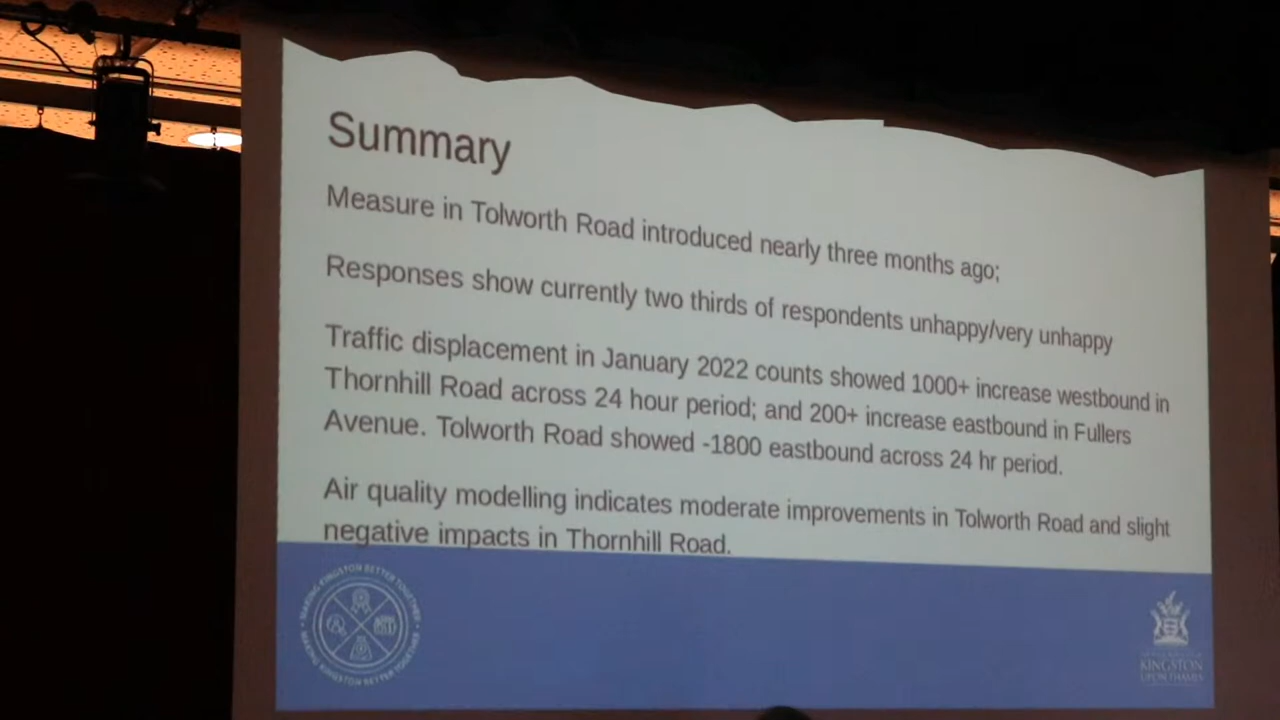 Summary
Measure in Tolworth Road introduced nearly three months ago;
Responses show currently two thirds of respondents unhappy/very unhappy
Traffic displacement in January 2022 counts showed 1000+ increase westbound in
Thornhill Road across 24 hour period; and 200+ increase eastbound in Fullers
Avenue. Tolworth Road showed -1800 eastbound across 24 hr period.
Air quality modelling indicates moderate improvements in Tolworth Road and slight
negative impacts in Thornhill Road.
MAKING KINGSTON BETTER TOGETHER
MAKING KINGSTON BETTER TOGETHER
KINGSTON
UPON THAMES